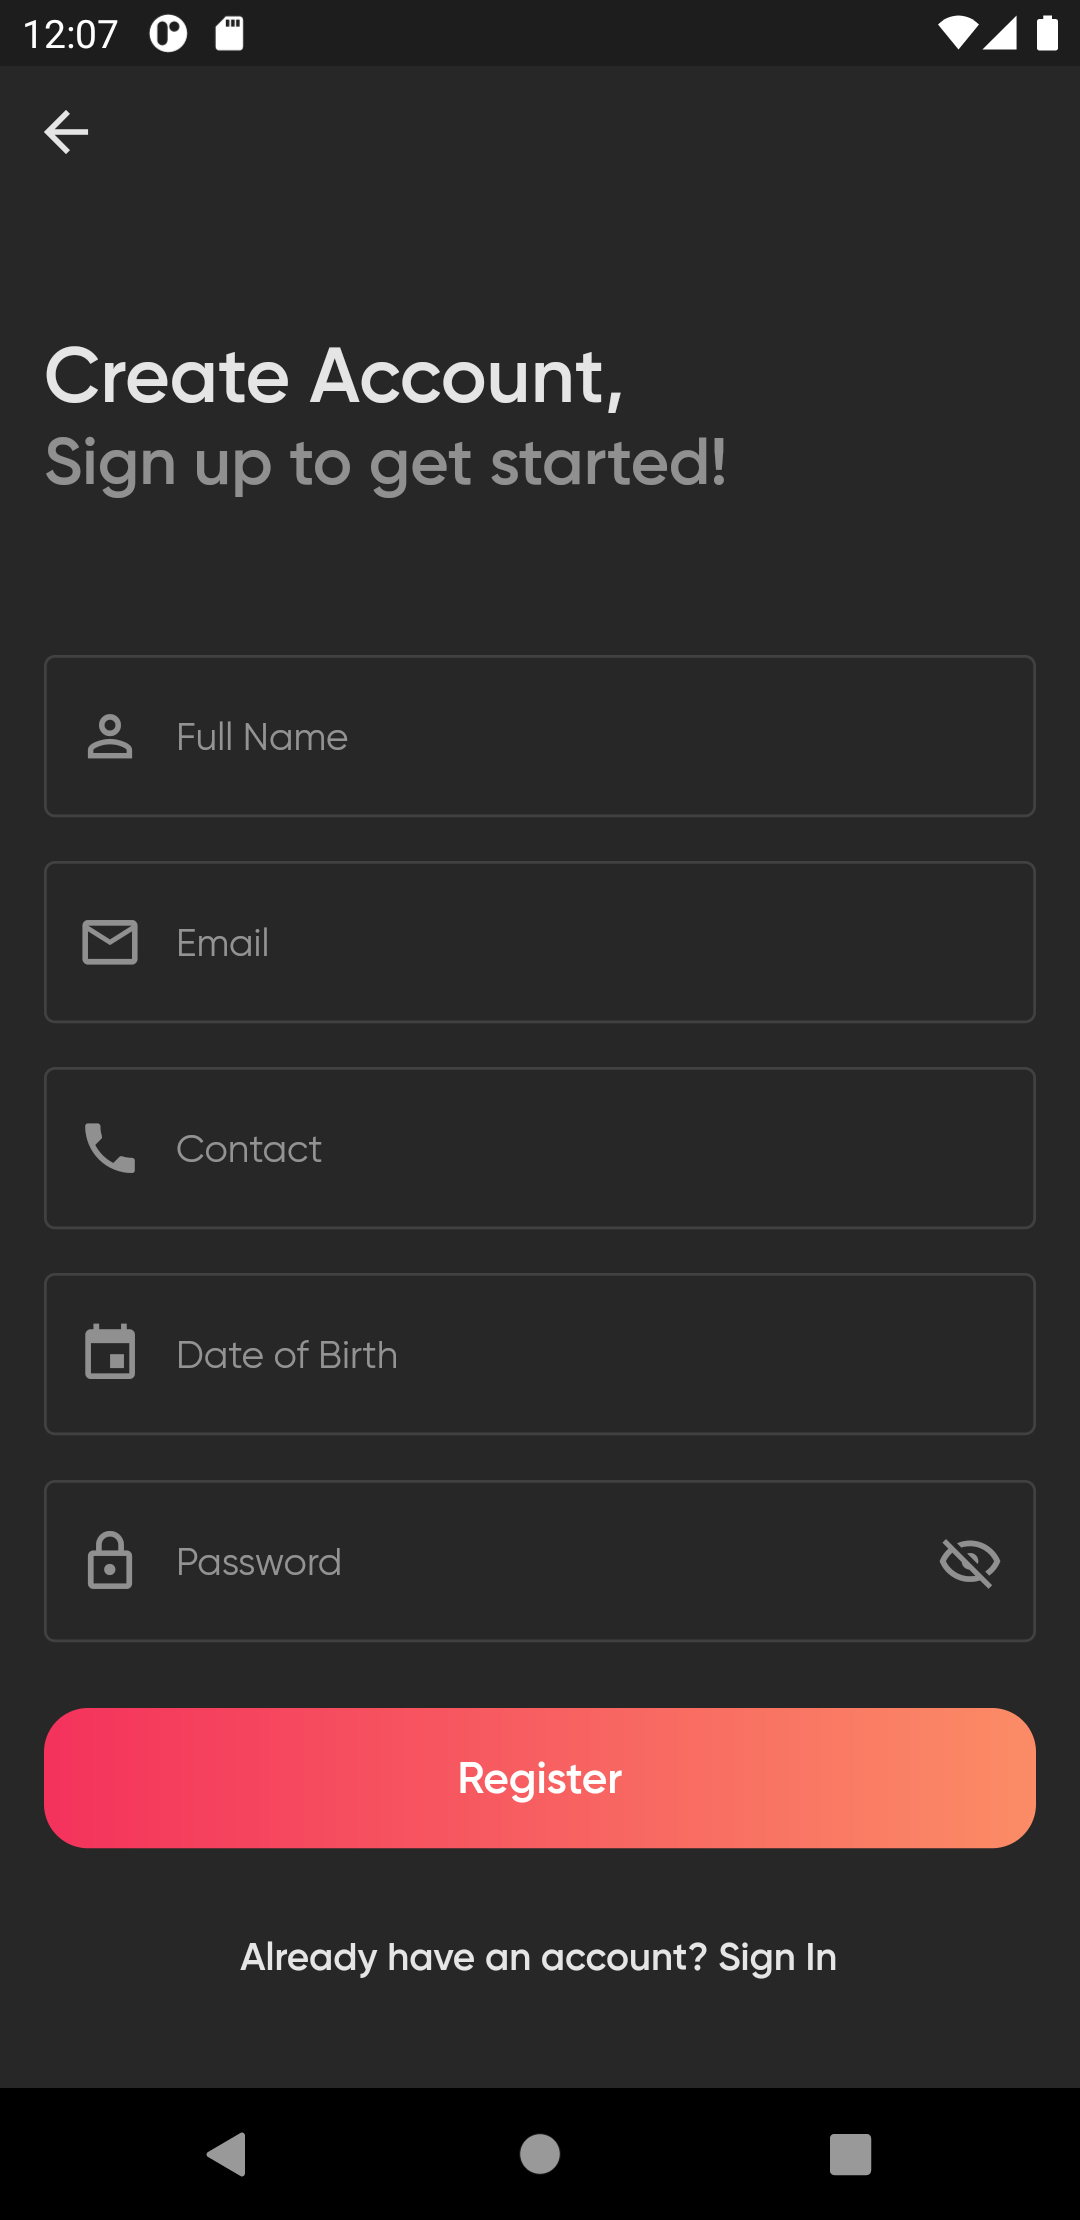 12:07
Create Account,
Sign up to get started!
Full Name
Email
Contact
Date of Birth
Password
Register
Already have an account? Sign In